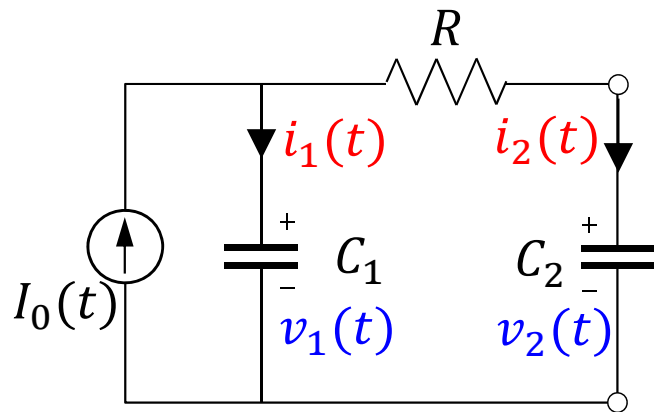 R
i₁(t)
i₂(t)
+
+
C₁
C₂
I₀(t)
−
−
v₁(t)
v₂(t)